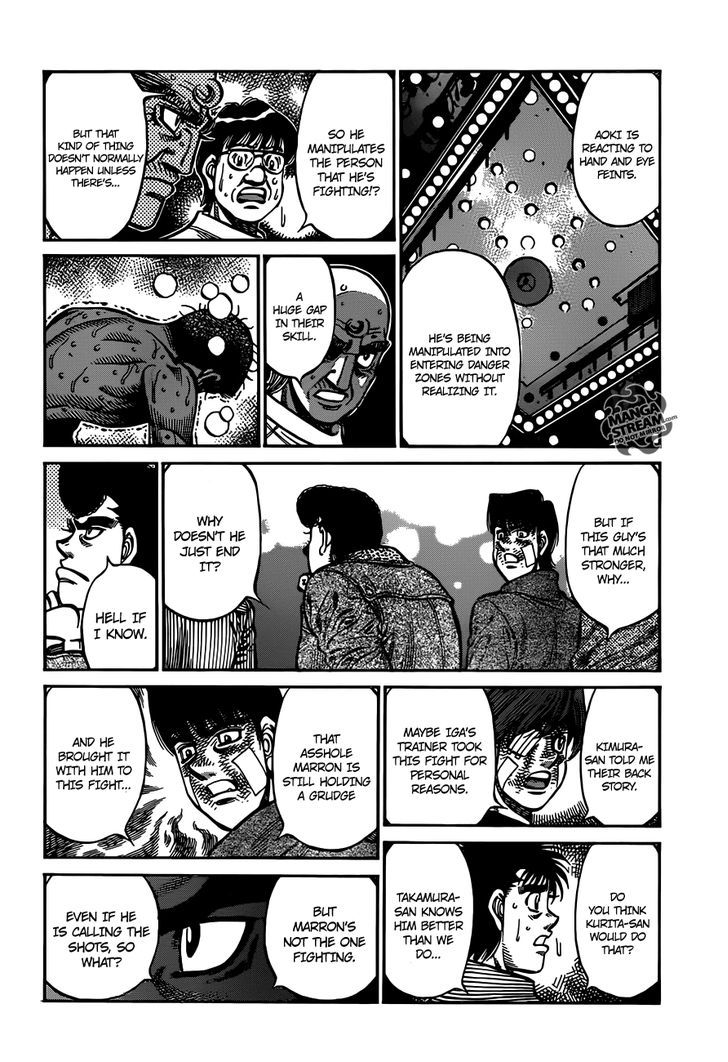 AOKI IS
REACTING TO
HAND AND EYE
FEINTS.
HE'S BEING
MANIPULATED INTO
ENTERING DANGER
ZONES WITHOUT
REALIZING IT.
MANGA
STREAM.com
DO NOT MIRROR!
SO HE
MANIPULATES
THE PERSON
THAT HE'S
FIGHTING!?
BUT THAT
KIND OF THING
DOESN'T NORMALLY
HAPPEN UNLESS
THERE'S...
A
HUGE GAP
IN THEIR
SKILL.
BUT IF
THIS GUY'S
THAT MUCH
STRONGER,
WHY...
WHY
DOESN'T HE
JUST END
IT?
HELL IF
I KNOW.
KIMURA-
SAN TOLD ME
THEIR BACK
STORY.
MAYBE IGA'S
TRAINER TOOK
THIS FIGHT FOR
PERSONAL
REASONS.
THAT
ASSHOLE
MARRON IS
STILL HOLDING
A GRUDGE
AND HE
BROUGHT IT
WITH HIM TO
THIS FIGHT...
DO
YOU THINK
KURITA-SAN
WOULD DO
THAT?
TAKAMURA-
SAN KNOWS
HIM BETTER
THAN WE
DO...
BUT
MARRON'S
NOT THE ONE
FIGHTING.
EVEN IF HE
IS CALLING THE
SHOTS, SO
WHAT?